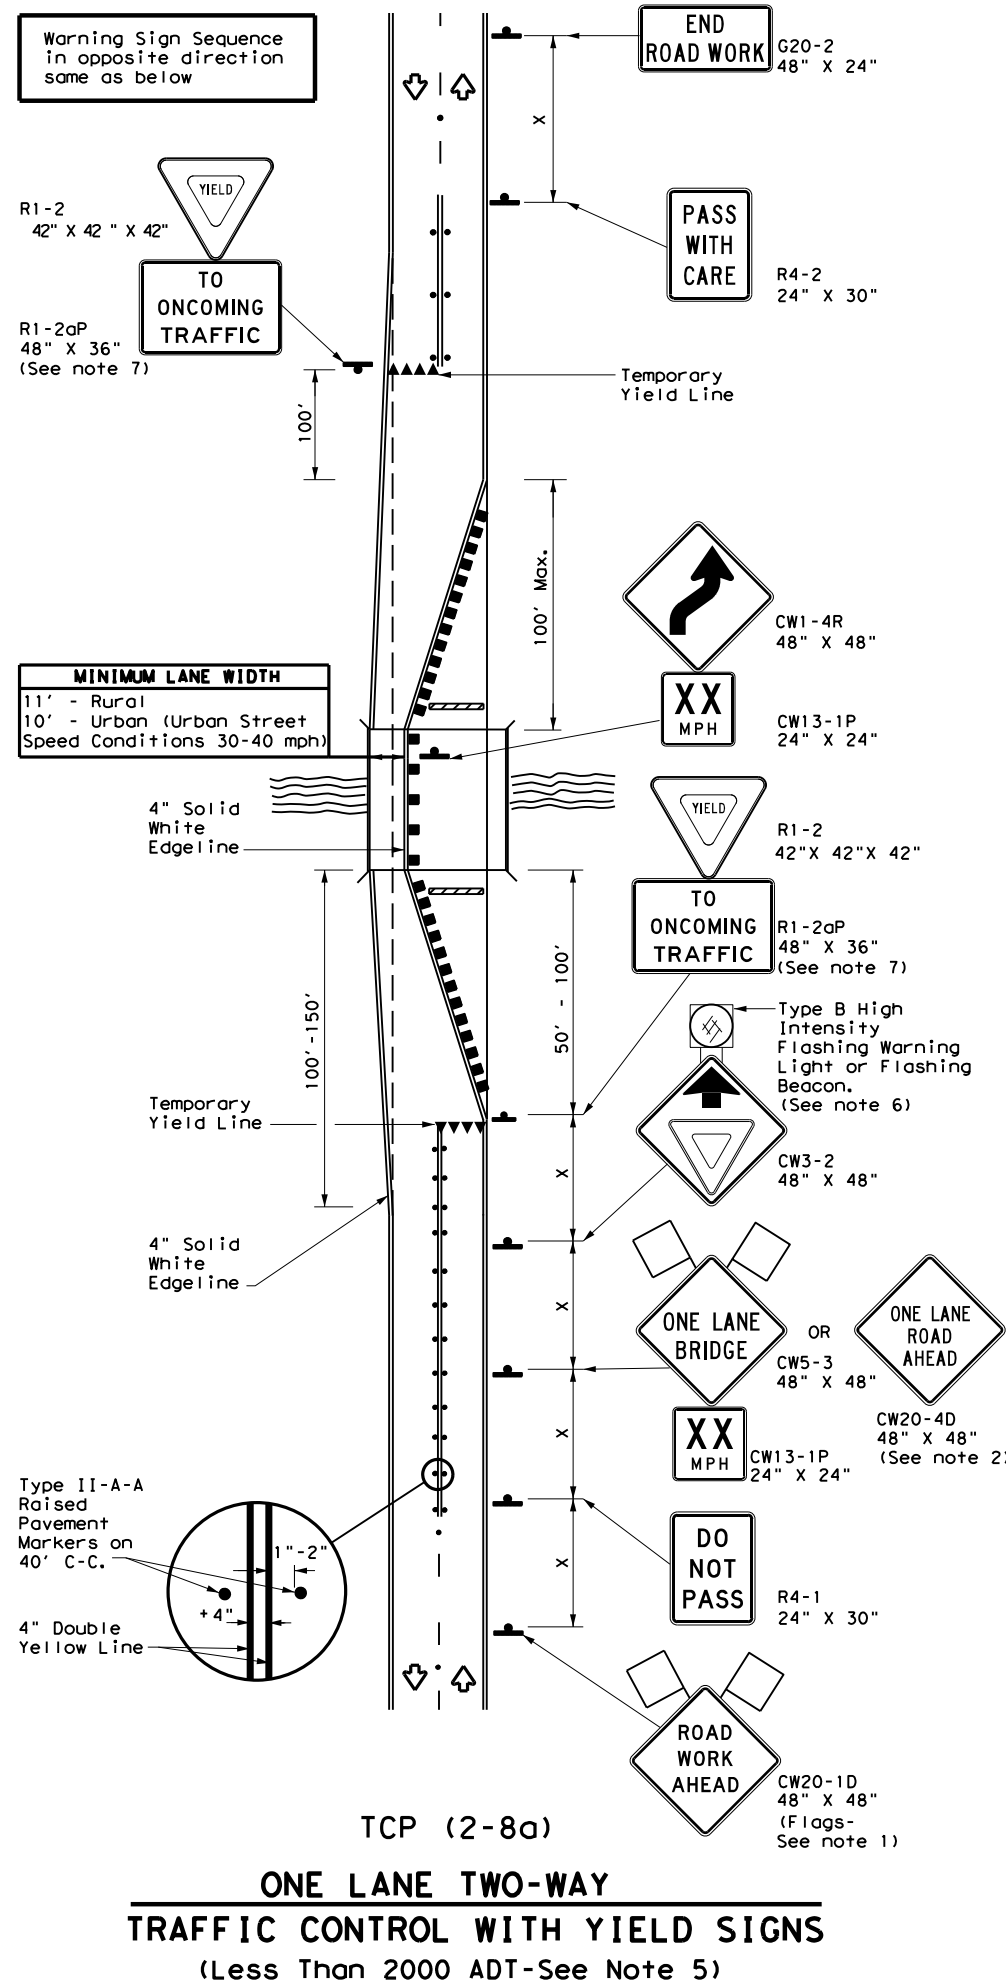 Warning Sign Sequence
in opposite direction
same as below
END
ROAD WORK
G20-2
48" X 24"
X
YIELD
R1-2
42" X 42 " X 42"
TO
ONCOMING
TRAFFIC
R1-2aP
48" X 36"
(See note 7)
PASS
WITH
CARE
R4-2
24" X 30"
Temporary
Yield Line
100'
100' Max.
CW1-4R
48" X 48"
XX
MPH
CW13-1P
24" X 24"
MINIMUM LANE WIDTH
11' - Rural
10' - Urban (Urban Street
Speed Conditions 30-40 mph)
4" Solid
White
Edgeline
YIELD
R1-2
42"X 42"X 42"
TO
ONCOMING
TRAFFIC
R1-2aP
48" X 36"
(See note 7)
50' - 100'
100'-150'
Type B High
Intensity
Flashing Warning
Light or Flashing
Beacon.
(See note 6)
Temporary
Yield Line
X
CW3-2
48" X 48"
4" Solid
White
Edgeline
X
ONE LANE
BRIDGE
OR
CW5-3
48" X 48"
ONE LANE
ROAD
AHEAD
CW20-4D
48" X 48"
(See note 2)
X
XX
MPH
CW13-1P
24" X 24"
Type II-A-A
Raised
Pavement
Markers on
40' C-C.
1"-2"
+4"
4" Double
Yellow Line
X
DO
NOT
PASS
R4-1
24" X 30"
ROAD
WORK
AHEAD
CW20-1D
48" X 48"
(Flags-
See note 1)
TCP (2-8a)
ONE LANE TWO-WAY
TRAFFIC CONTROL WITH YIELD SIGNS
(Less Than 2000 ADT-See Note 5)